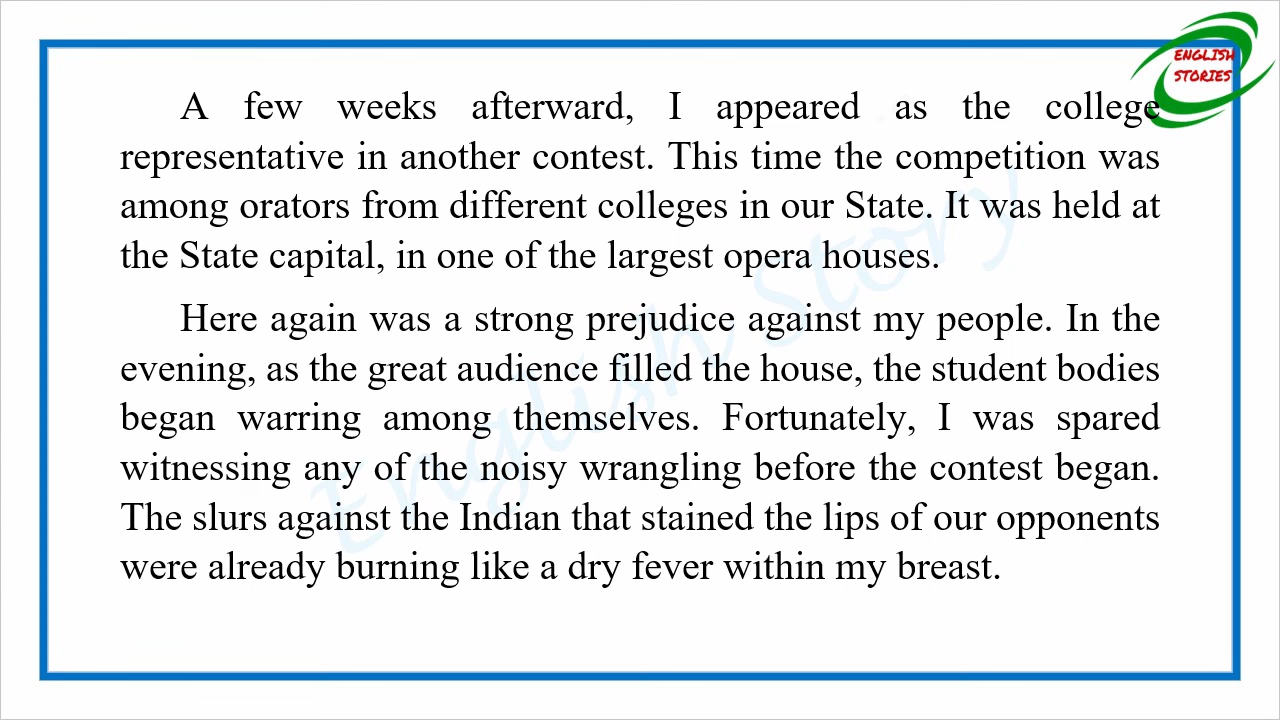 ENGLISH
STORIES
A few weeks afterward, I appeared as the college
representative in another contest. This time the competition was
among orators from different colleges in our State. It was held at
the State capital, in one of the largest opera houses.
Here again was a strong prejudice against my people. In the
evening, as the great audience filled the house, the student bodies
began warring among themselves. Fortunately, I was spared
witnessing any of the noisy wrangling before the contest began.
The slurs against the Indian that stained the lips of our opponents
were already burning like a dry fever within my breast.
English Story